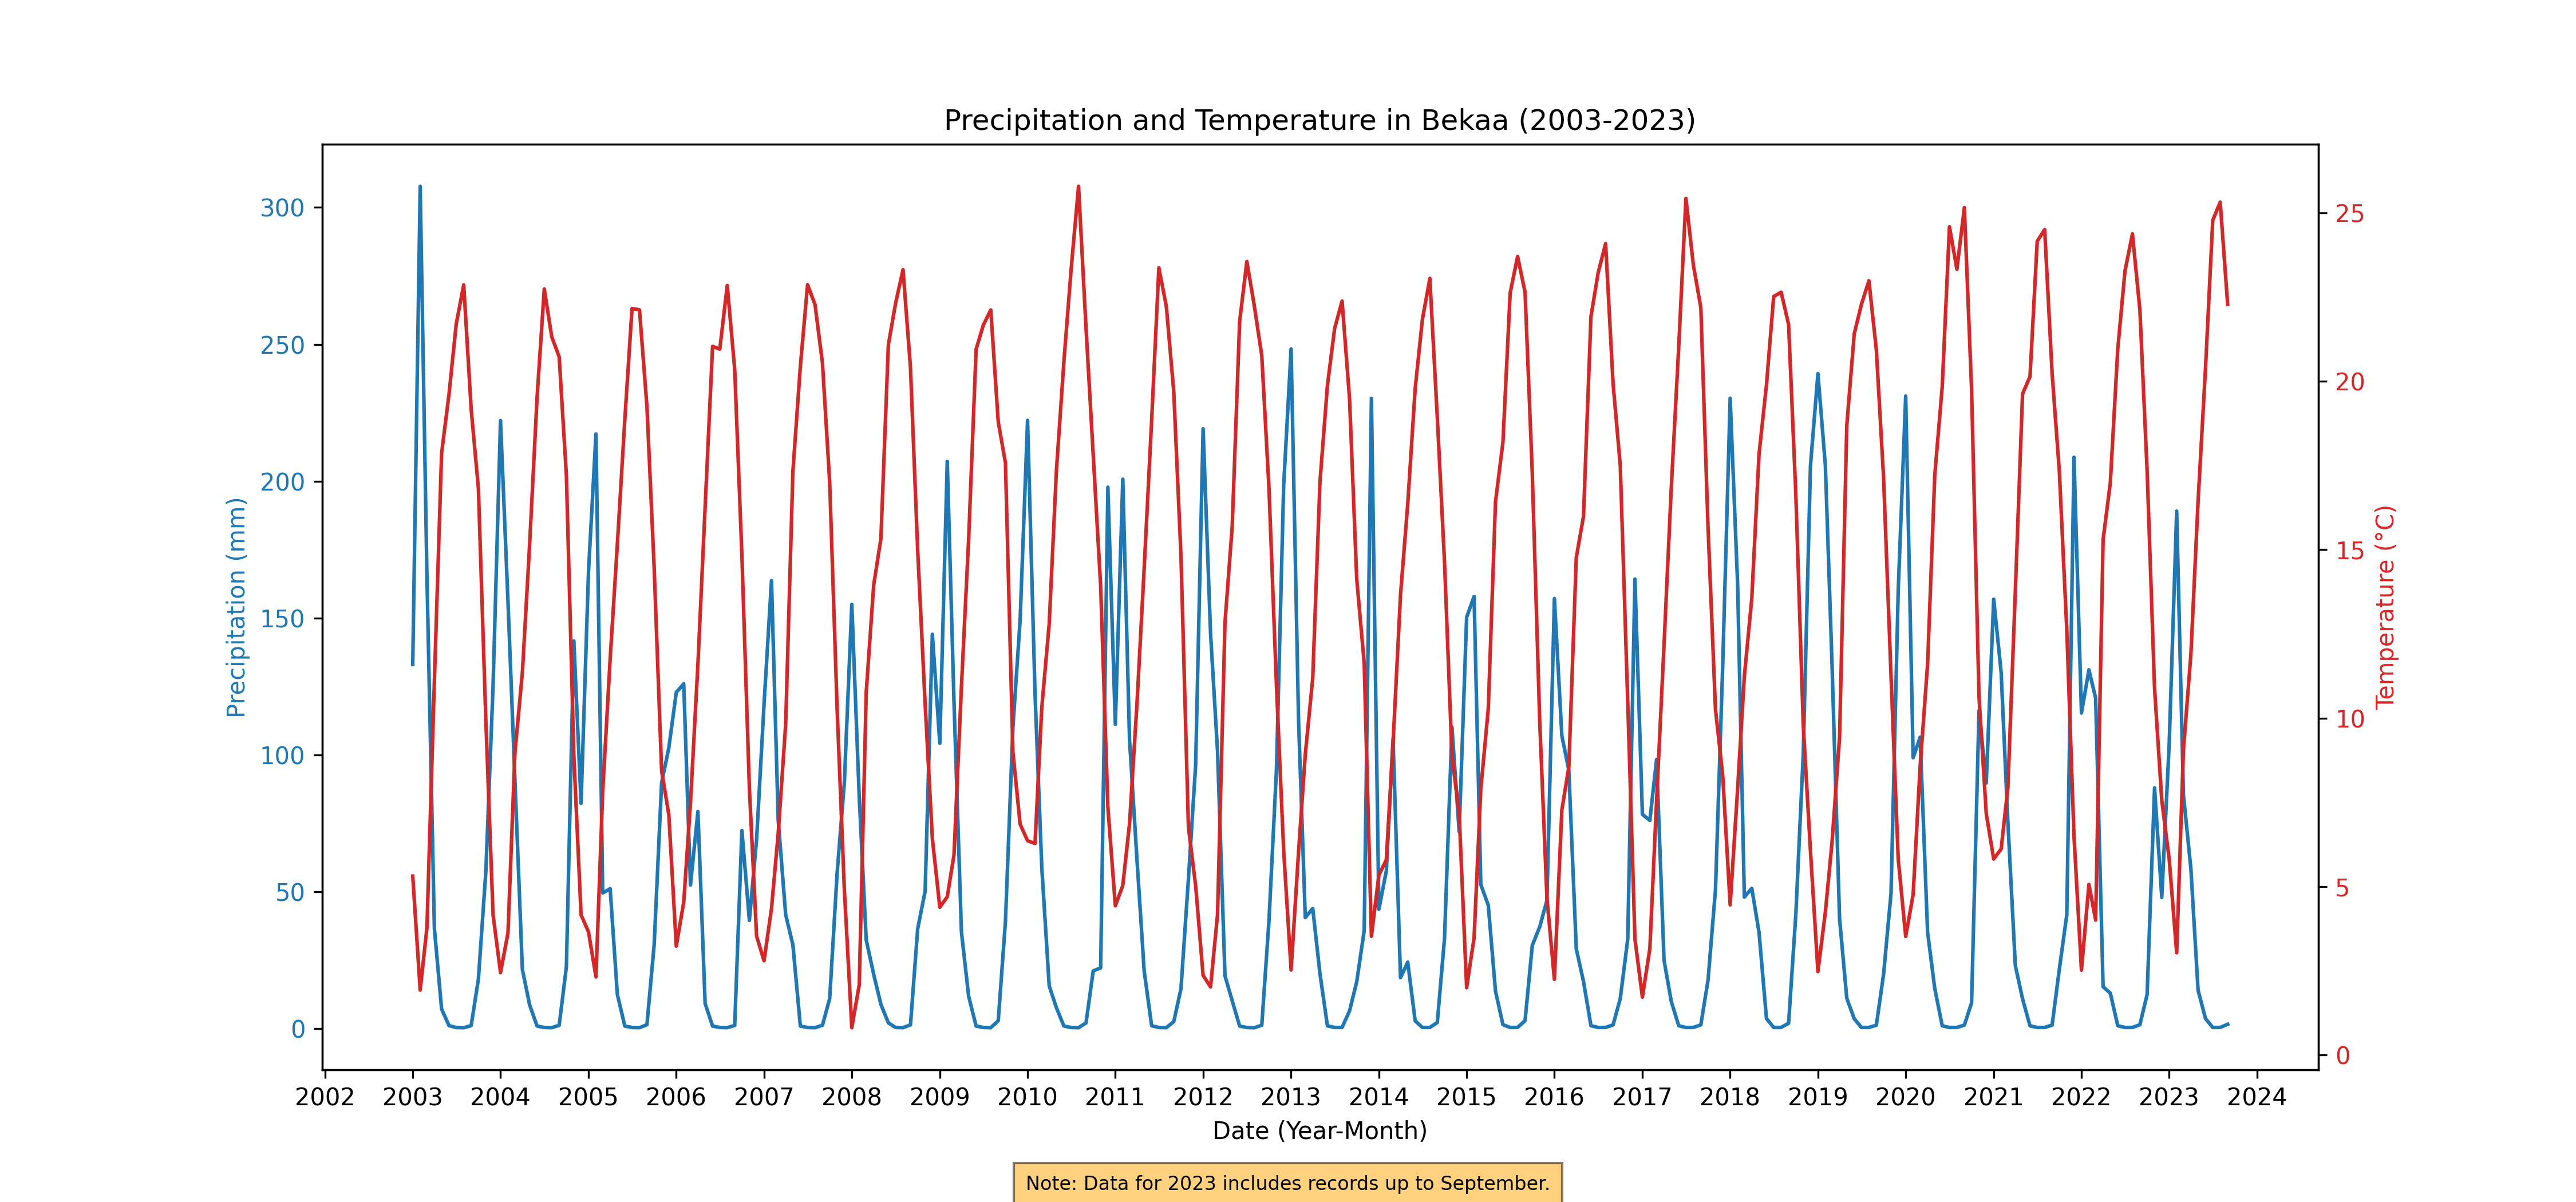 Precipitation and Temperature in Bekaa (2003-2023)
Precipitation (mm)
300
250
200
150
100
50
0
25
20
15
10
5
0
Temperature (°C)
2002 2003 2004 2005 2006 2007 2008 2009 2010 2011 2012 2013 2014 2015 2016 2017 2018 2019 2020 2021 2022 2023 2024
Date (Year-Month)
Note: Data for 2023 includes records up to September.